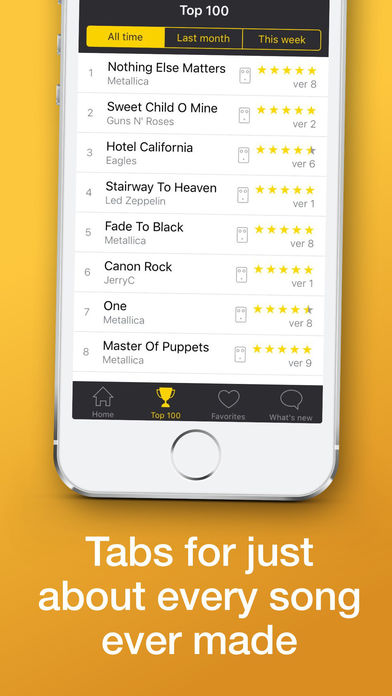 Top 100
All time Last month This week
1 Nothing Else Matters
Metallica ver 8
2 Sweet Child O Mine
Guns N' Roses ver 2
3 Hotel California
Eagles ver 6
4 Stairway To Heaven
Led Zeppelin ver 1
5 Fade To Black
Metallica ver 8
6 Canon Rock
JerryC ver 1
7 One
Metallica ver 8
8 Master Of Puppets
Metallica ver 9
Home Top 100 Favorites What's new
Tabs for just
about every song
ever made